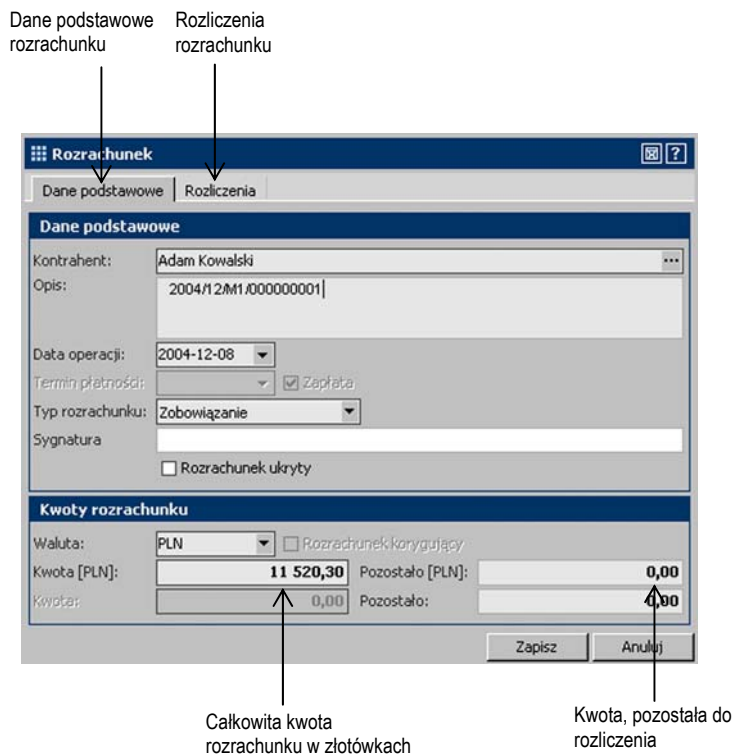 Dane podstawowe
rozrachunku
Rozliczenia
rozrachunku
Rozrachunek
Dane podstawowe
Rozliczenia
Dane podstawowe
Kontrahent: Adam Kowalski ...
Opis: 2004/12/M1/000000001
Data operacji: 2004-12-08
Termin płatności: Zapłata
Typ rozrachunku: Zobowiązanie
Sygnatura
Rozrachunek ukryty
Kwoty rozrachunku
Waluta: PLN Rozrachunek korygujący
Kwota [PLN]: 11 520,30 Pozostało [PLN]: 0,00
Kwota: 0,00 Pozostało: 0,00
Zapisz Anuluj
Całkowita kwota
rozrachunku w złotówkach
Kwota, pozostała do
rozliczenia